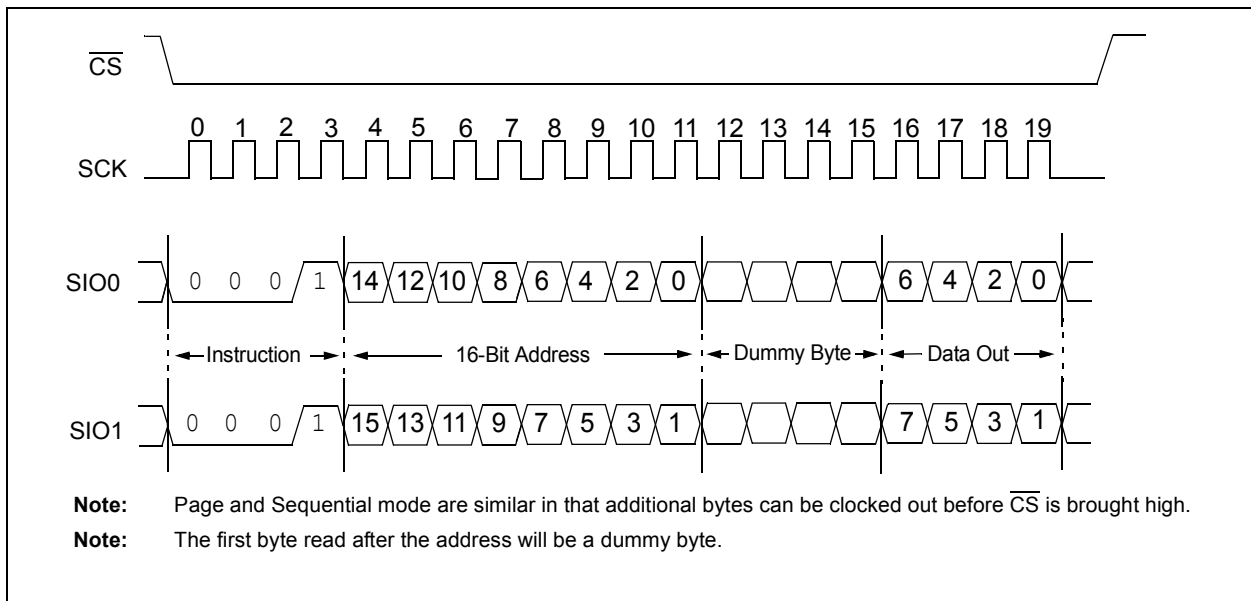 CS
0 1 2 3 4 5 6 7 8 9 10 11 12 13 14 15 16 17 18 19
SCK
SIO0 0 0 0 1 14 12 10 8 6 4 2 0 6 4 2 0
Instruction 16-Bit Address Dummy Byte Data Out
SIO1 0 0 0 1 15 13 11 9 7 5 3 1 7 5 3 1
Note: Page and Sequential mode are similar in that additional bytes can be clocked out before CS is brought high.
Note: The first byte read after the address will be a dummy byte.